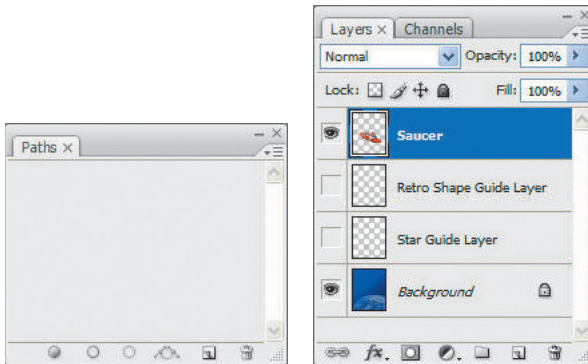 Paths ×
Layers × Channels
Normal Opacity: 100%
Lock: Fill: 100%
Saucer
Retro Shape Guide Layer
Star Guide Layer
Background
fx.